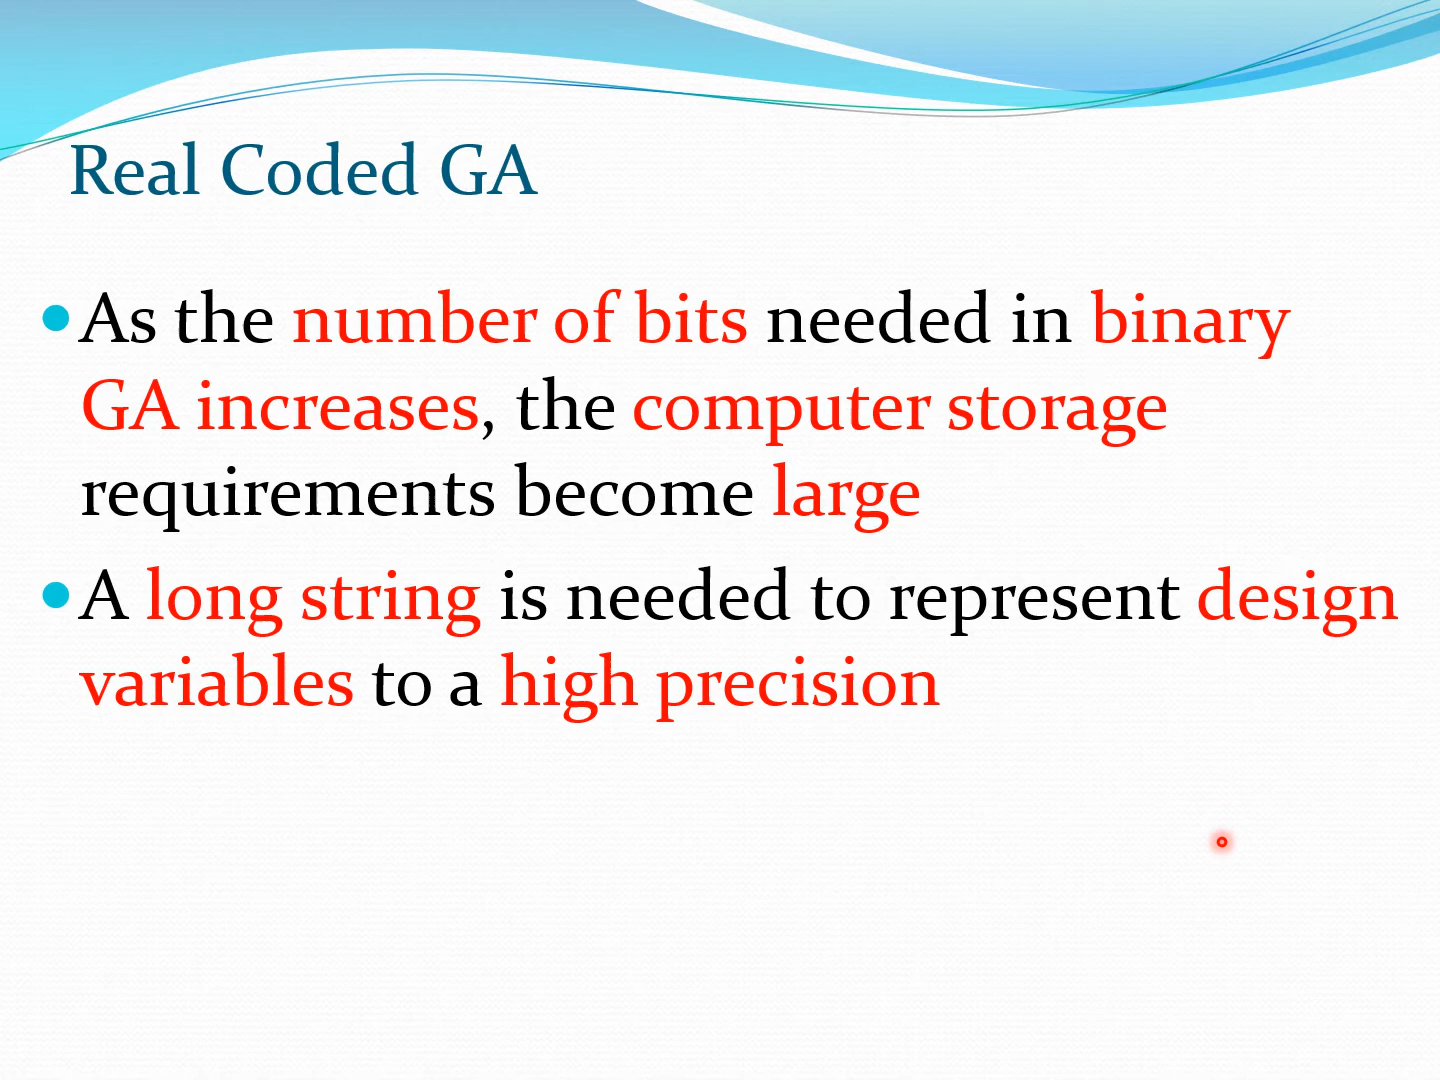 Real Coded GA
As the number of bits needed in binary
GA increases, the computer storage
requirements become large
A long string is needed to represent design
variables to a high precision